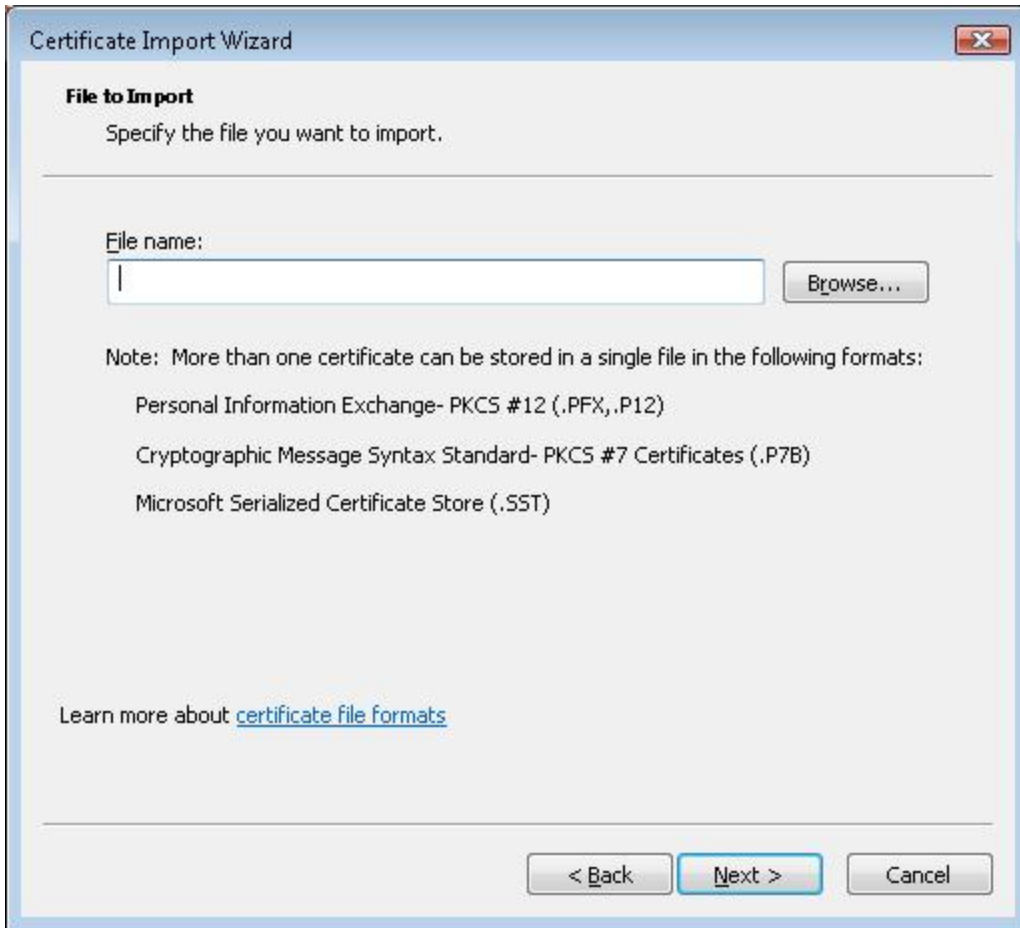 Certificate Import Wizard
File to Import
Specify the file you want to import.
File name:
Browse...
Note:  More than one certificate can be stored in a single file in the following formats:
Personal Information Exchange- PKCS #12 (.PFX,.P12)
Cryptographic Message Syntax Standard- PKCS #7 Certificates (.P7B)
Microsoft Serialized Certificate Store (.SST)
Learn more about certificate file formats
< Back
Next >
Cancel